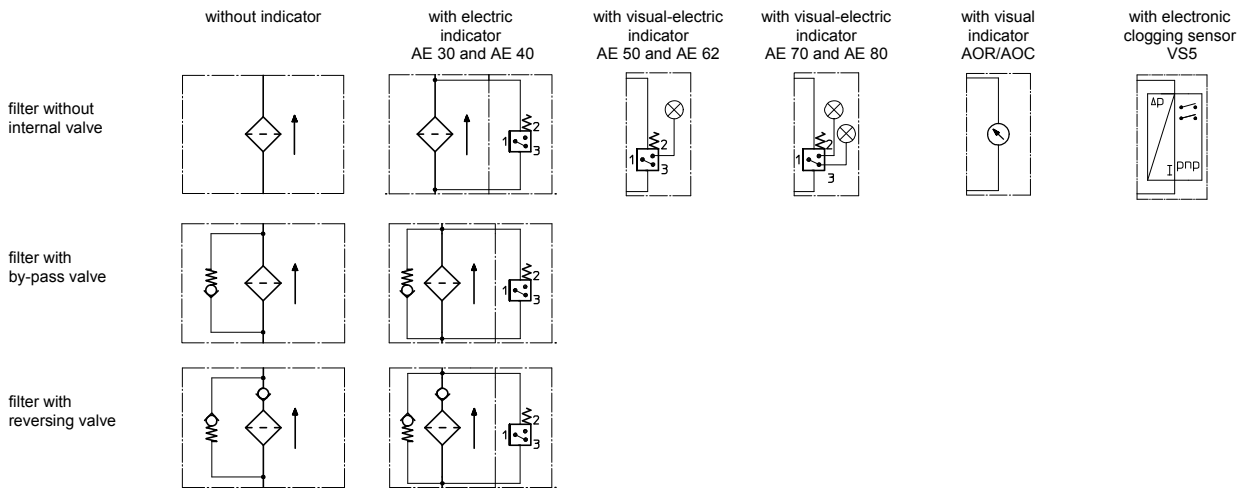 without indicator
with electric
indicator
AE 30 and AE 40
with visual-electric
indicator
AE 50 and AE 62
with visual-electric
indicator
AE 70 and AE 80
with visual
indicator
AOR/AOC
with electronic
clogging sensor
VS5
filter without
internal valve
1 2 3
1 2 3
1 2 3
Δp
I pnp
filter with
by-pass valve
1 2 3
filter with
reversing valve
1 2 3